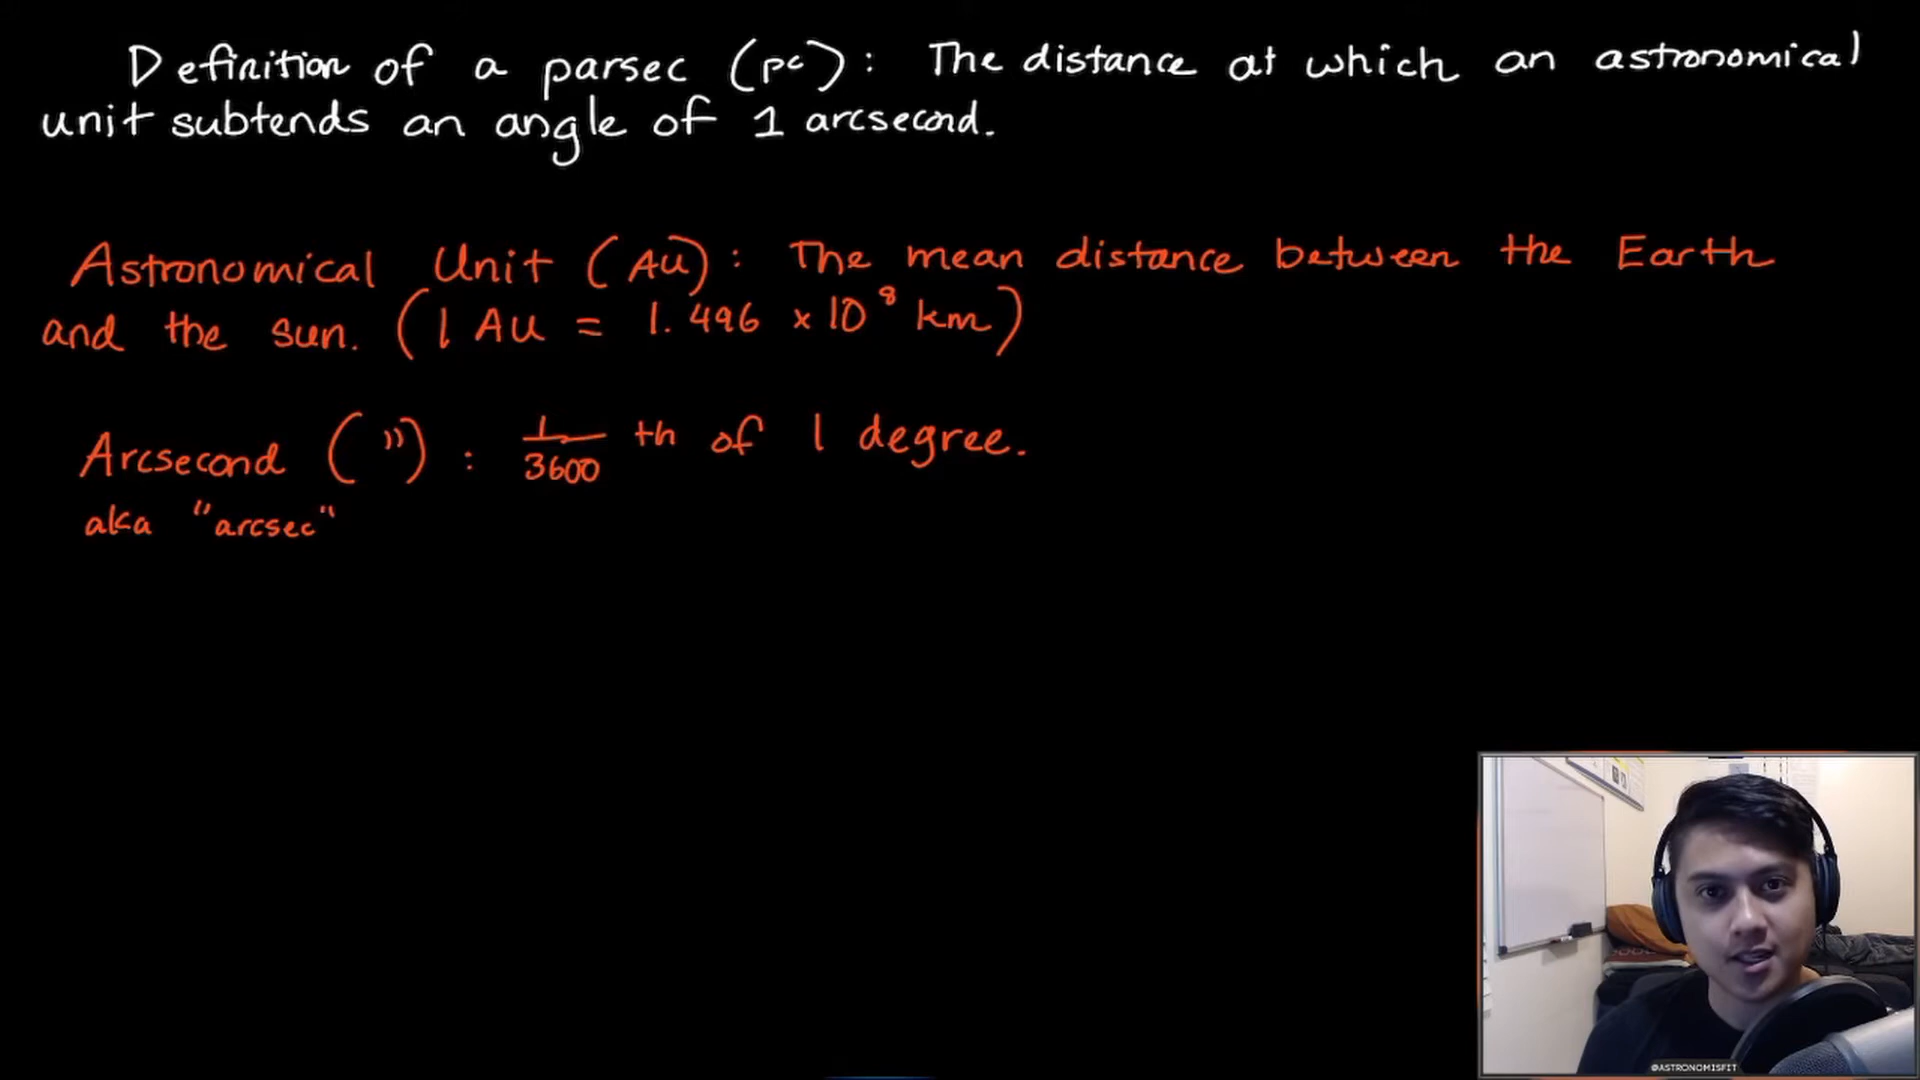 Definition of a parsec (pc): The distance at which an astronomical
unit subtends an angle of 1 arcsecond.
Astronomical Unit (AU): The mean distance between the Earth
and the sun. (1 AU = 1.496 x 10⁸ km)
Arcsecond ("): 1/3600 th of 1 degree.
aka "arcsec"
@ASTRONOMISFIT